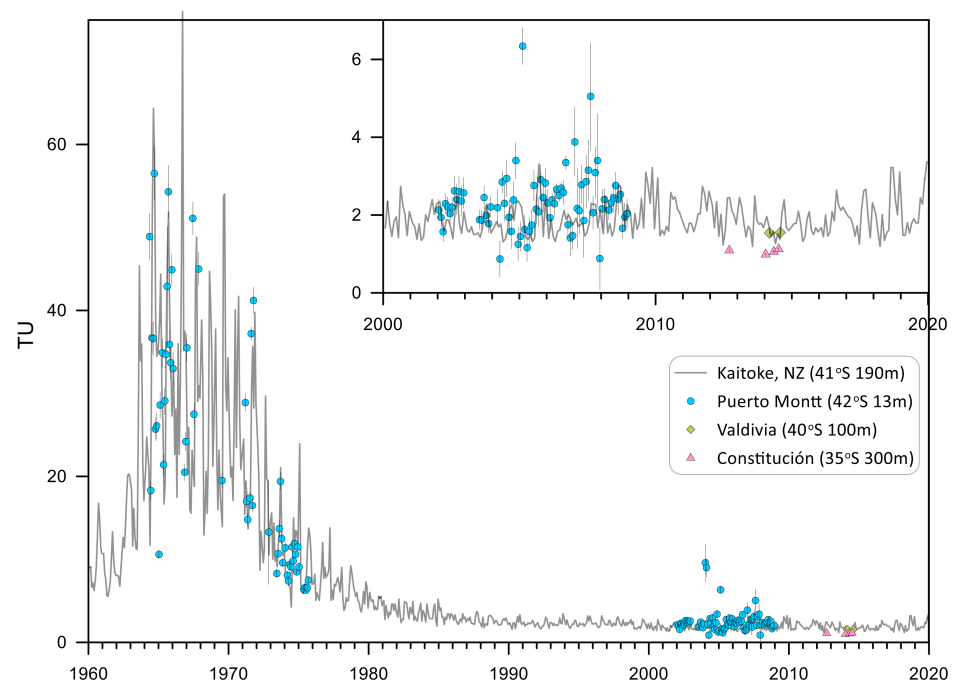 6
4
2
0
2000 2010 2020
60
40
20
0
TU
Kaitoke, NZ (41°S 190m)
Puerto Montt (42°S 13m)
Valdivia (40°S 100m)
Constitución (35°S 300m)
1960 1970 1980 1990 2000 2010 2020